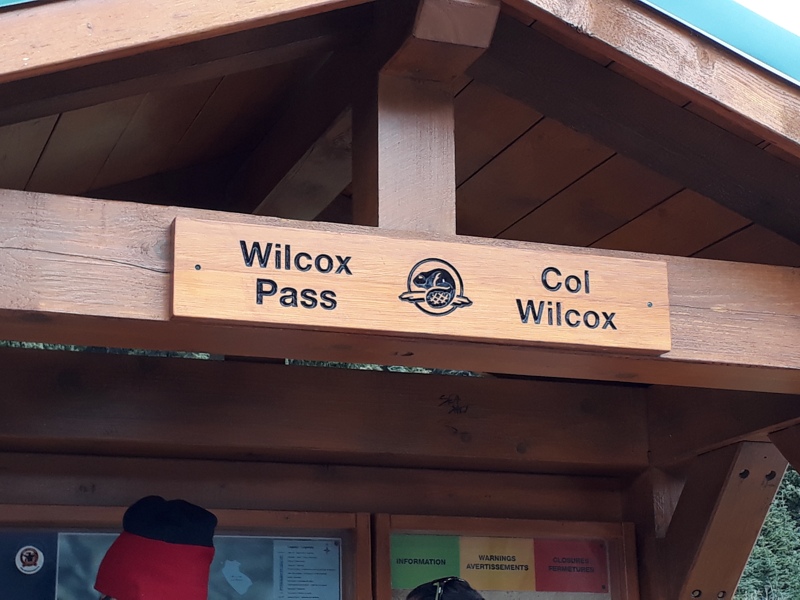 Wilcox
Pass
Col
Wilcox
INFORMATION
WARNINGS
AVERTISSEMENTS
CLOSURES
FERMETURES